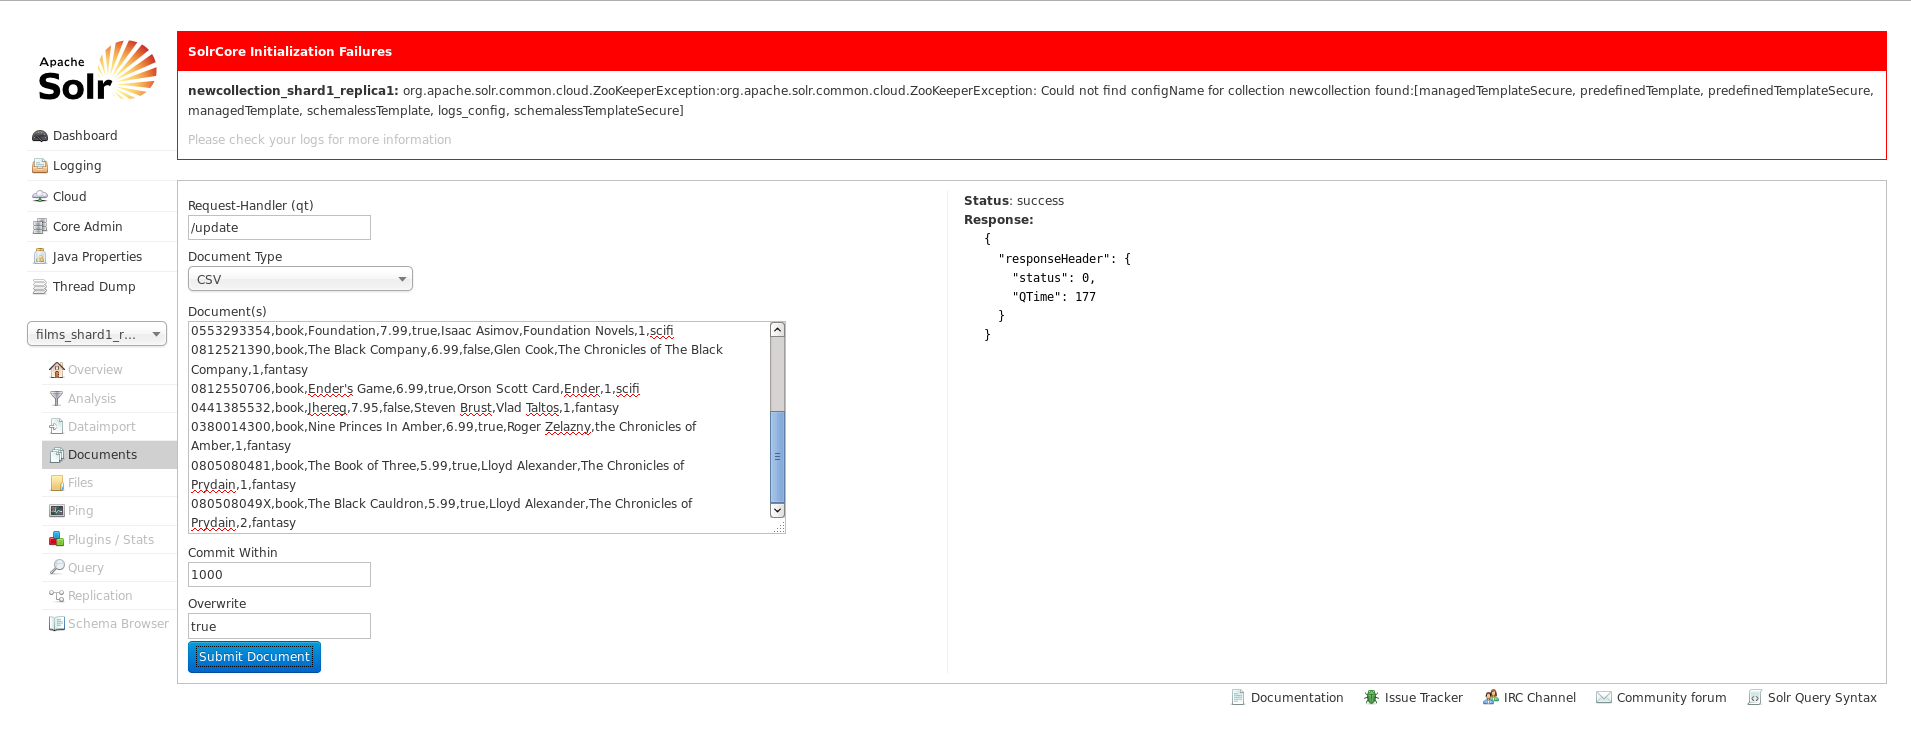 Apache
Solr
Dashboard
Logging
Cloud
Core Admin
Java Properties
Thread Dump
films_shard1_r...
Overview
Analysis
Dataimport
Documents
Files
Ping
Plugins / Stats
Query
Replication
Schema Browser
SolrCore Initialization Failures
newcollection_shard1_replica1: org.apache.solr.common.cloud.ZooKeeperException:org.apache.solr.common.cloud.ZooKeeperException: Could not find configName for collection newcollection found:[managedTemplateSecure, predefinedTemplate, predefinedTemplateSecure,
managedTemplate, schemalessTemplate, logs_config, schemalessTemplateSecure]
Please check your logs for more information
Request-Handler (qt)
/update
Document Type
CSV
Document(s)
0553293354,book,Foundation,7.99,true,Isaac Asimov,Foundation Novels,1,scifi
0812521390,book,The Black Company,6.99,false,Glen Cook,The Chronicles of The Black
Company,1,fantasy
0812550706,book,Ender's Game,6.99,true,Orson Scott Card,Ender,1,scifi
0441385532,book,Jhereg,7.95,false,Steven Brust,Vlad Taltos,1,fantasy
0380014300,book,Nine Princes In Amber,6.99,true,Roger Zelazny,the Chronicles of
Amber,1,fantasy
0805080481,book,The Book of Three,5.99,true,Lloyd Alexander,The Chronicles of
Prydain,1,fantasy
080508049X,book,The Black Cauldron,5.99,true,Lloyd Alexander,The Chronicles of
Prydain,2,fantasy
Commit Within
1000
Overwrite
true
Submit Document
Status: success
Response:
{
"responseHeader": {
"status": 0,
"QTime": 177
}
}
Documentation
Issue Tracker
IRC Channel
Community forum
Solr Query Syntax